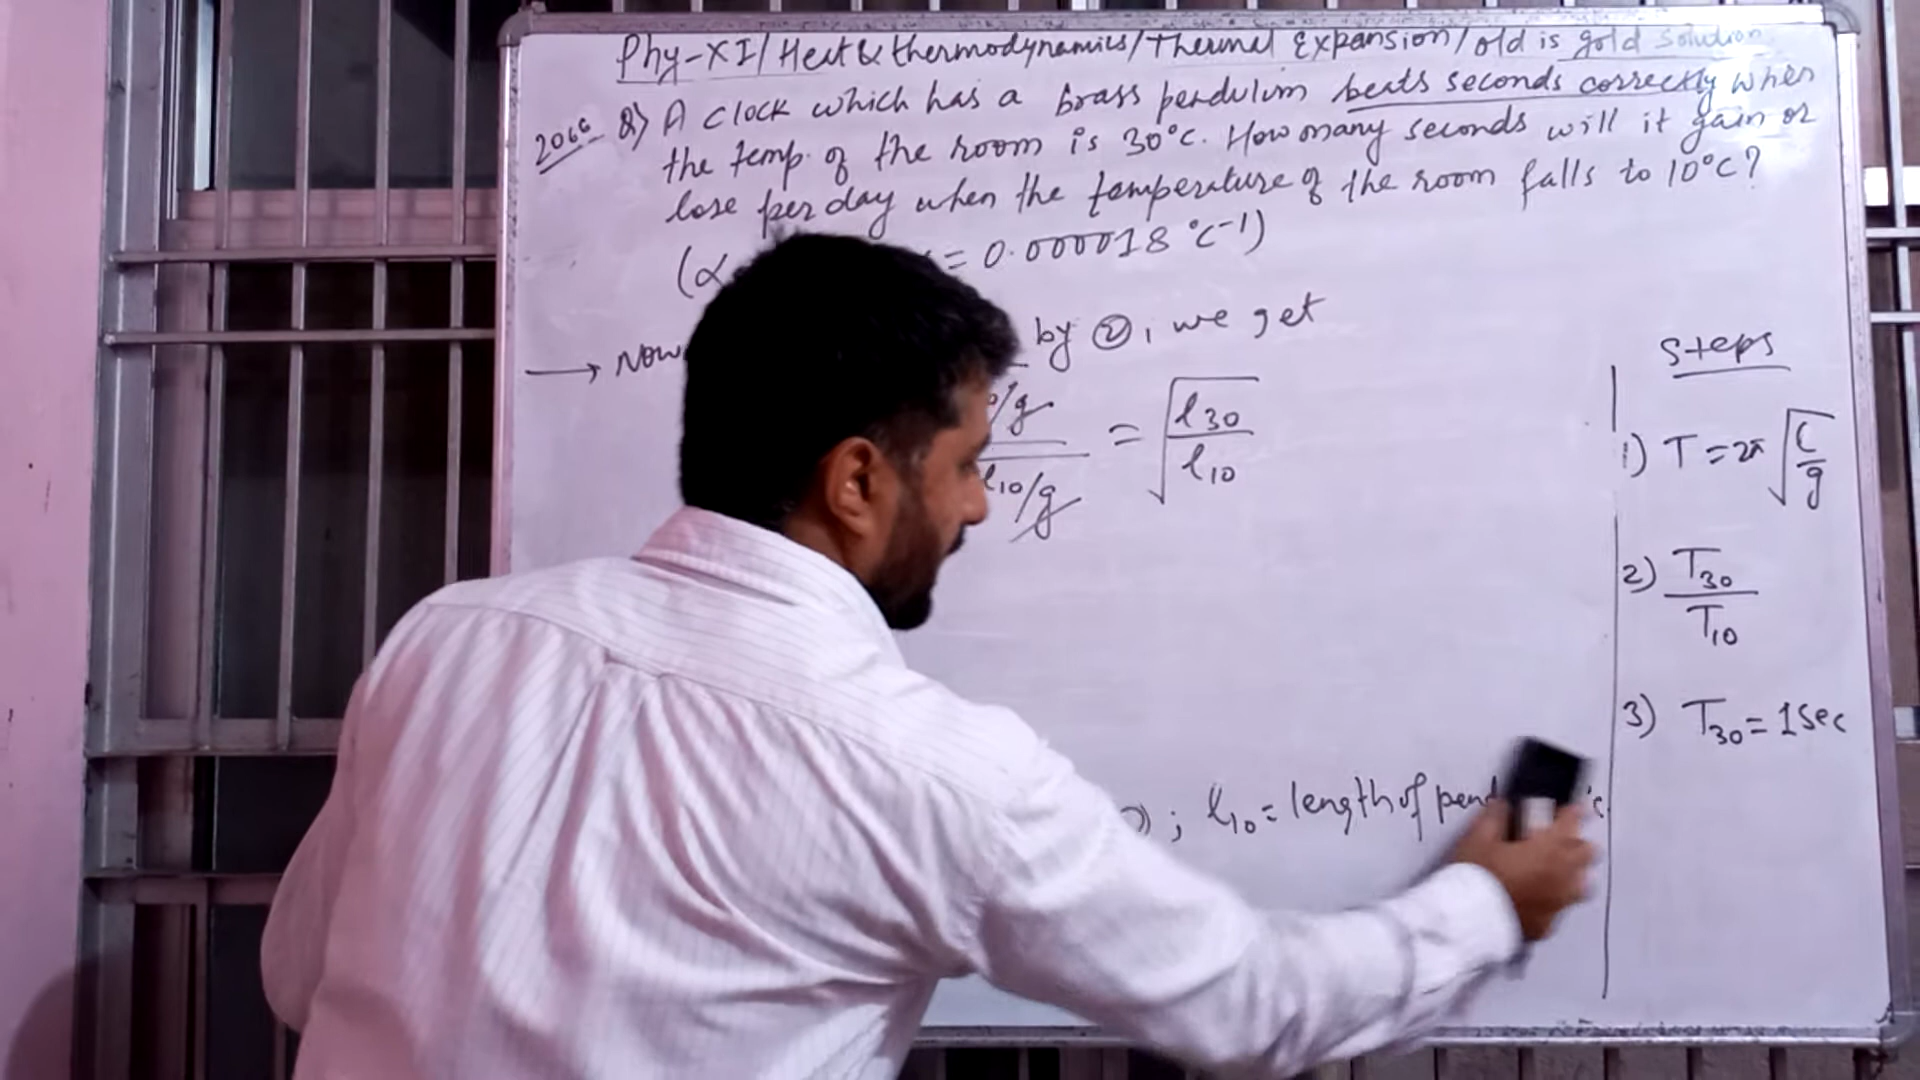 Phy-XI/Heat & thermodynamics/Thermal Expansion/old is gold solution
2066 Q) A clock which has a brass pendulum beats seconds correctly when
the temp. of the room is 30°C. How many seconds will it gain or
lose per day when the temperature of the room falls to 10°C?
(α = 0.000018 °C-1)
→ Now by ②, we get
/g
l10/g
= √l30/l10
; l10 = length of
Steps
1) T = 2π √l/g
2) T30/T10
3) T30 = 1 sec